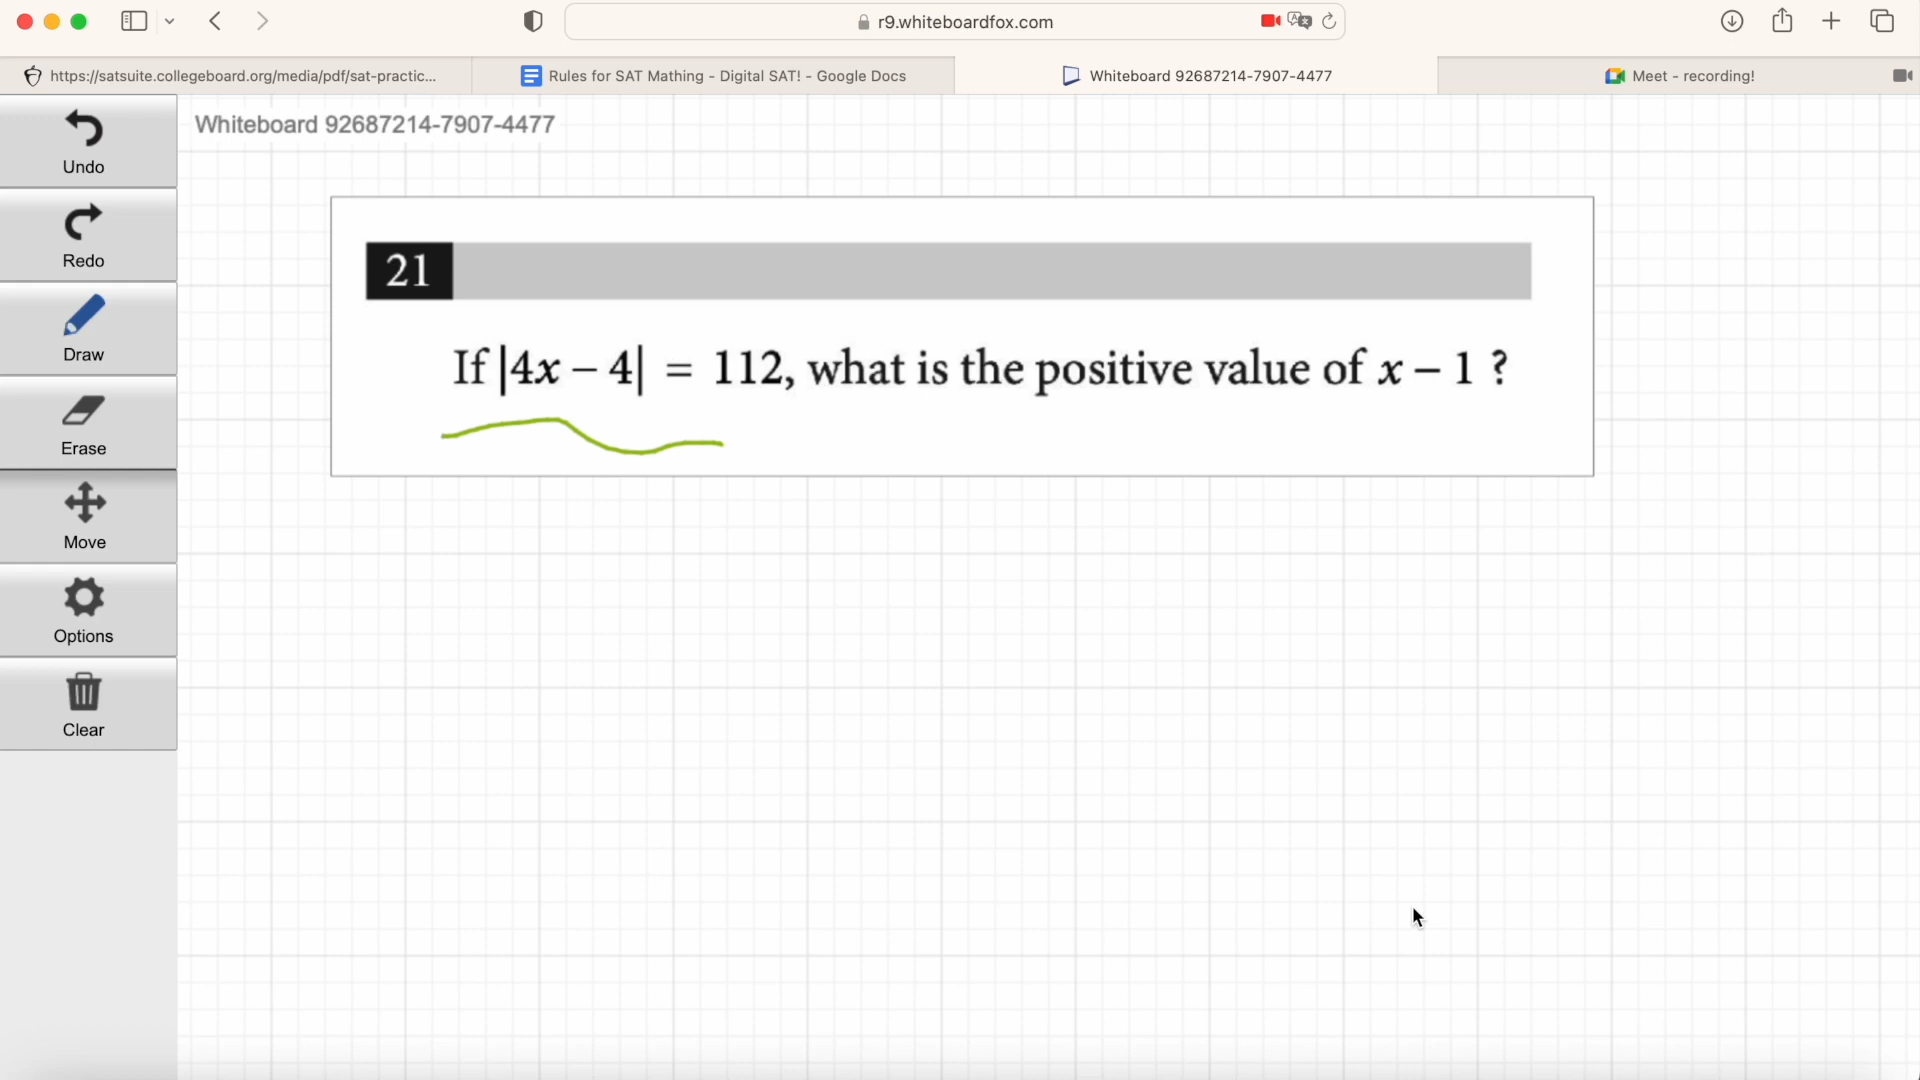 r9.whiteboardfox.com
https://satsuite.collegeboard.org/media/pdf/sat-practic...
Rules for SAT Mathing - Digital SAT! - Google Docs
Whiteboard 92687214-7907-4477
Meet - recording!
Undo
Redo
Draw
Erase
Move
Options
Clear
Whiteboard 92687214-7907-4477
21
If |4x – 4| = 112, what is the positive value of x – 1 ?